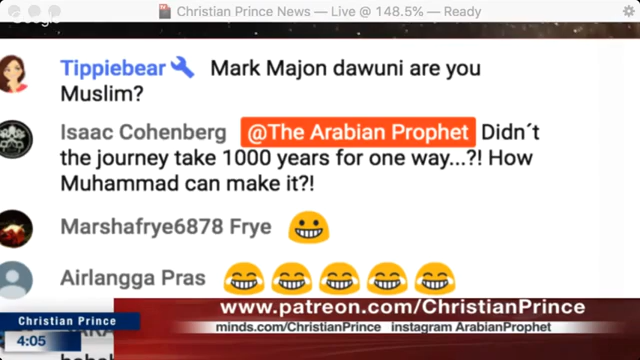 Christian Prince News — Live @ 148.5% — Ready
Tippiebear Mark Majon dawuni are you
Muslim?
Isaac Cohenberg @The Arabian Prophet Didn´t
the journey take 1000 years for one way...?! How
Muhammad can make it?!
Marshafrye6878 Frye 😀
Airlangga Pras 😂😂😂😂😂
www.patreon.com/ChristianPrince
Christian Prince
minds.com/ChristianPrince instagram ArabianProphet
4:05